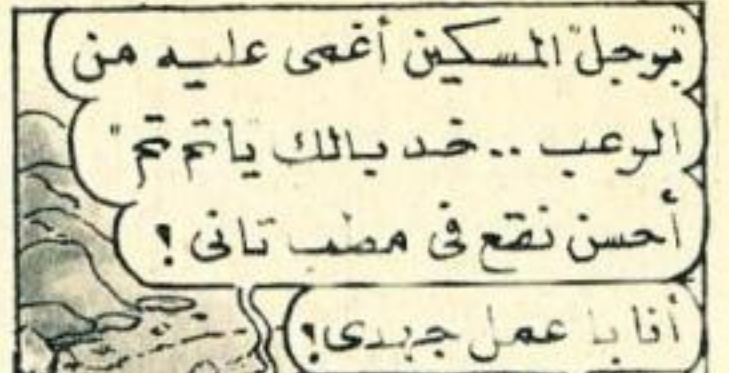 "بوجل" المسكين أغمى عليه من
الرعب .. خد بالك يا تم تم"
أحسن نقع فى مطب تانى !
أنا با عمل جهدى !